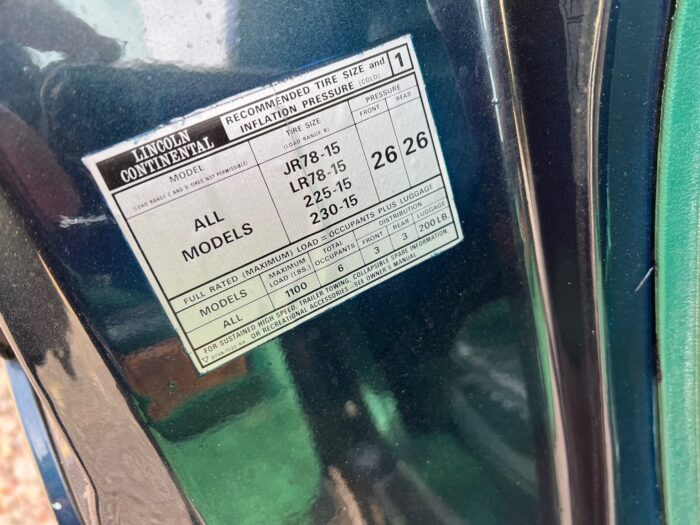 LINCOLN CONTINENTAL
RECOMMENDED TIRE SIZE and INFLATION PRESSURE (COLD)
1
MODEL
TIRE SIZE
PRESSURE
(LOAD RANGE C AND D TIRES NOT PERMISSIBLE)
(LOAD RANGE B)
FRONT REAR
ALL MODELS
JR78-15
LR78-15
225-15
230-15
26 26
FULL RATED (MAXIMUM) LOAD = OCCUPANTS PLUS LUGGAGE
MODELS
MAXIMUM LOAD (LBS.)
TOTAL OCCUPANTS
DISTRIBUTION
FRONT REAR LUGGAGE
ALL 1100 6 3 3 200 LB.
FOR SUSTAINED HIGH SPEED, TRAILER TOWING, COLLAPSIBLE SPARE INFORMATION,
OR RECREATIONAL ACCESSORIES - SEE OWNER'S MANUAL